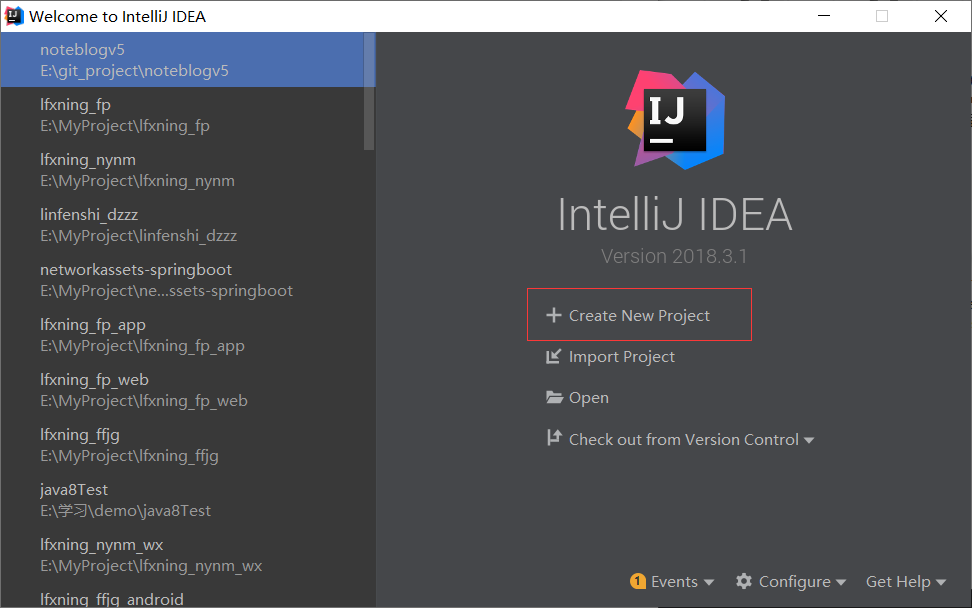 Welcome to IntelliJ IDEA
noteblogv5
E:\git_project\noteblogv5
lfxning_fp
E:\MyProject\lfxning_fp
lfxning_nynm
E:\MyProject\lfxning_nynm
linfenshi_dzzz
E:\MyProject\linfenshi_dzzz
networkassets-springboot
E:\MyProject\ne...ssets-springboot
lfxning_fp_app
E:\MyProject\lfxning_fp_app
lfxning_fp_web
E:\MyProject\lfxning_fp_web
lfxning_ffjg
E:\MyProject\lfxning_ffjg
java8Test
E:\学习\demo\java8Test
lfxning_nynm_wx
E:\MyProject\lfxning_nynm_wx
lfxning_ffjg_android
IJ
IntelliJ IDEA
Version 2018.3.1
Create New Project
Import Project
Open
Check out from Version Control
1 Events Configure Get Help